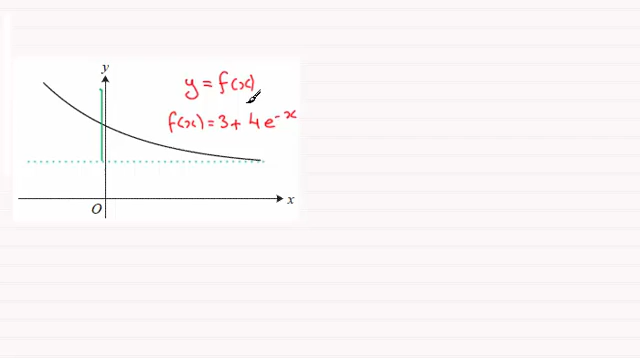 y
y = f(x)
f(x) = 3 + 4e^{-x}
O
x